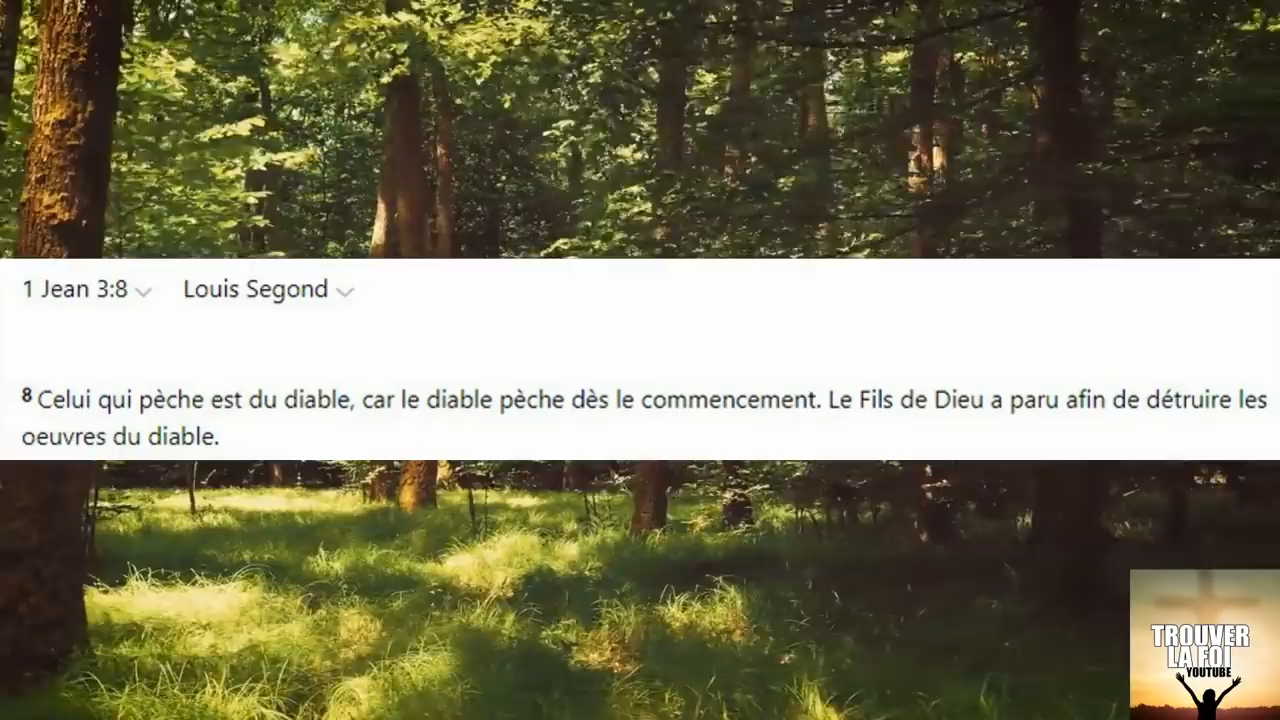 1 Jean 3:8 Louis Segond
8 Celui qui pèche est du diable, car le diable pèche dès le commencement. Le Fils de Dieu a paru afin de détruire les
oeuvres du diable.
TROUVER
LA FOI
YOUTUBE